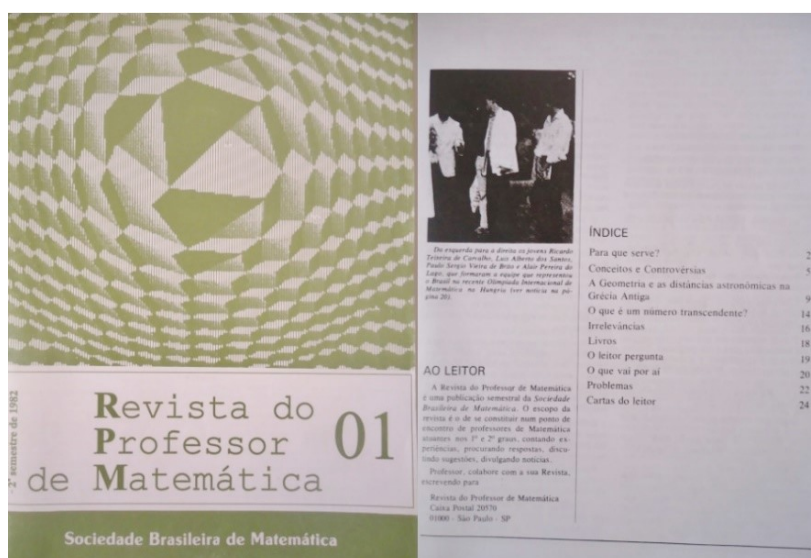 2º semestre de 1982
Revista do
Professor
de Matemática
01
Sociedade Brasileira de Matemática
Da esquerda para a direita os jovens Ricardo
Teixeira de Carvalho, Luis Alberto dos Santos,
Paulo Sergio Vieira de Brito e Alair Pereira do
Lago, que formaram a equipe que representou
o Brasil na recente Olimpíada Internacional de
Matemática na Hungria (ver notícia na pá-
gina 20).
AO LEITOR
A Revista do Professor de Matemática
é uma publicação semestral da Sociedade
Brasileira de Matemática. O escopo da
revista é o de se constituir num ponto de
encontro de professores de Matemática
atuantes nos 1º e 2º graus, contando ex-
periências, procurando respostas, discu-
tindo sugestões, divulgando notícias.
Professor, colabore com a sua Revista,
escrevendo para
Revista do Professor de Matemática
Caixa Postal 20570
01000 - São Paulo - SP
ÍNDICE
Para que serve? 2
Conceitos e Controvérsias
A Geometria e as distâncias astronômicas na
Grécia Antiga
O que é um número transcendente? 14
Irrelevâncias 16
Livros 18
O leitor pergunta 19
O que vai por aí 20
Problemas 22
Cartas do leitor 24